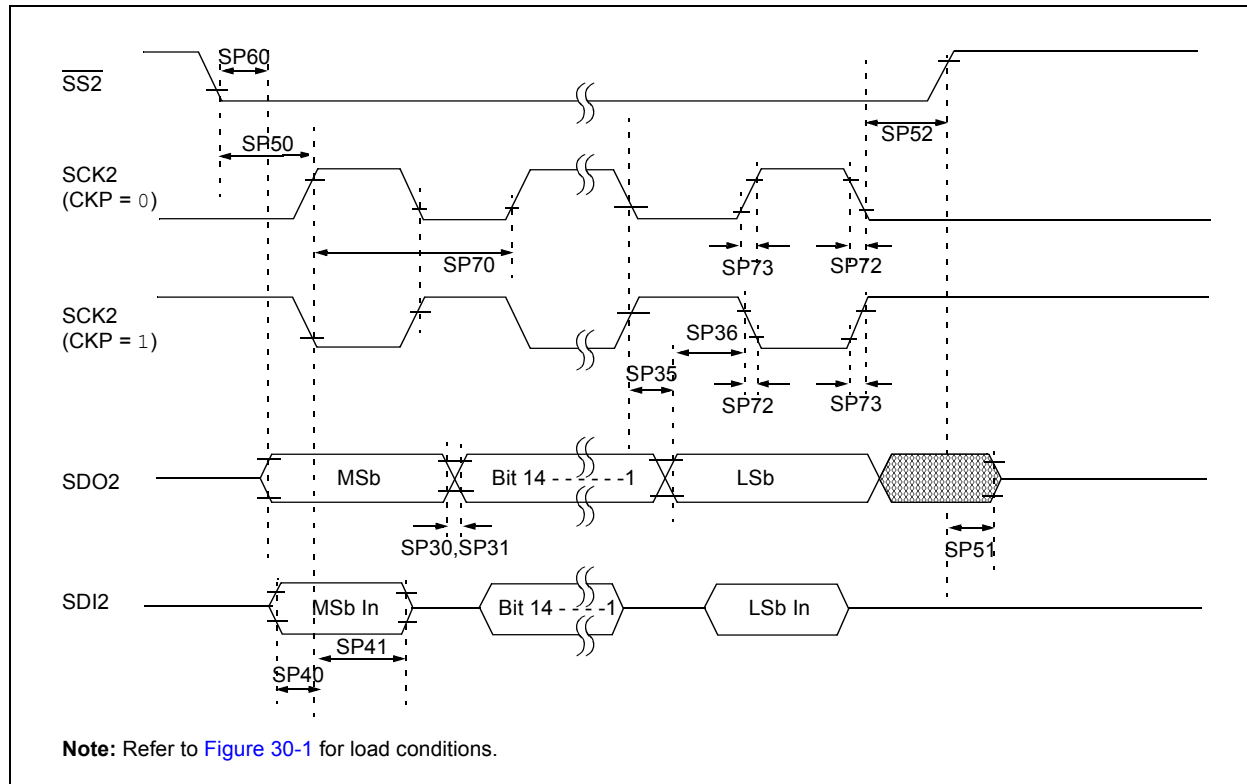 SP60
SS2
SP50
SP52
SCK2
(CKP = 0)
SP70
SP73
SP72
SCK2
(CKP = 1)
SP36
SP35
SP72
SP73
SDO2
MSb
Bit 14 - - - - - -1
LSb
SP30,SP31
SP51
SDI2
MSb In
Bit 14 - - - -1
LSb In
SP41
SP40
Note: Refer to Figure 30-1 for load conditions.